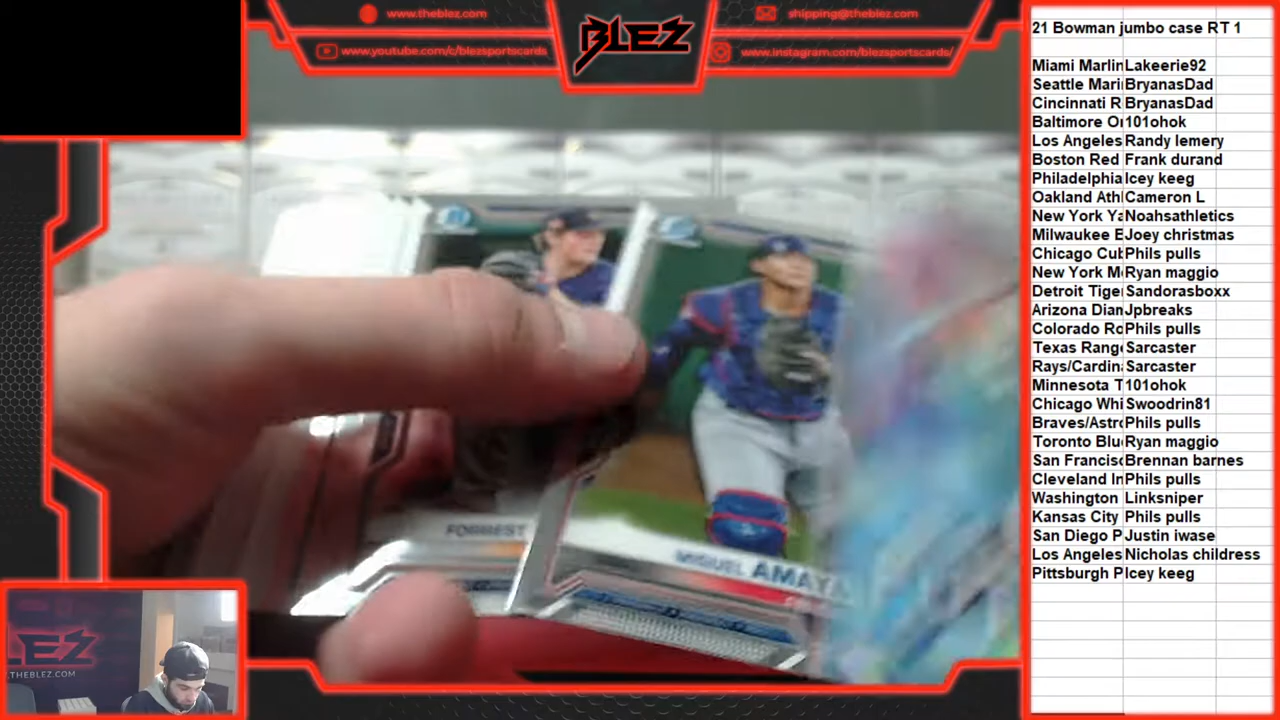 www.theblez.com
shipping@theblez.com
www.youtube.com/c/blezsportscards
www.instagram.com/blezsportscards/
BLEZ
21 Bowman jumbo case RT 1
Miami Marlin Lakeerie92
Seattle Mari BryanasDad
Cincinnati R BryanasDad
Baltimore Or 101ohok
Los Angeles Randy lemery
Boston Red Frank durand
Philadelphia Icey keeg
Oakland Ath Cameron L
New York Ya Noahsathletics
Milwaukee B Joey christmas
Chicago Cub Phils pulls
New York Me Ryan maggio
Detroit Tige Sandorasboxx
Arizona Dian Jpbreaks
Colorado Ro Phils pulls
Texas Range Sarcaster
Rays/Cardin Sarcaster
Minnesota T 101ohok
Chicago Whi Swoodrin81
Braves/Astro Phils pulls
Toronto Blu Ryan maggio
San Francisc Brennan barnes
Cleveland In Phils pulls
Washington Linksniper
Kansas City Phils pulls
San Diego P Justin iwase
Los Angeles Nicholas childress
Pittsburgh P Icey keeg
FORREST
MIGUEL AMAYA
LEZ
.THEBLEZ.COM